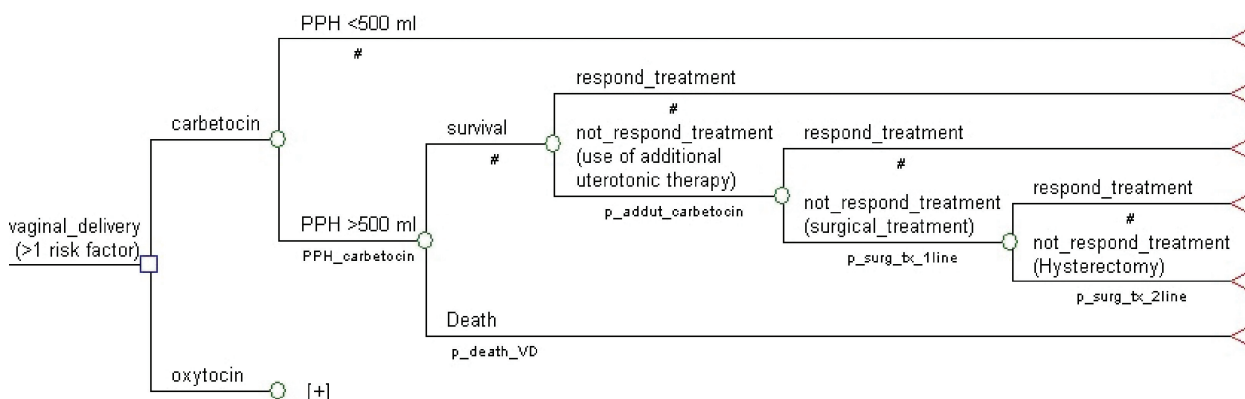 PPH <500 ml
#
respond_treatment
#
carbetocin
survival
#
not_respond_treatment
(use of additional
uterotonic therapy)
p_addut_carbetocin
respond_treatment
#
not_respond_treatment
(surgical_treatment)
p_surg_tx_1line
respond_treatment
#
not_respond_treatment
(Hysterectomy)
p_surg_tx_2line
vaginal_delivery
(>1 risk factor)
PPH >500 ml
PPH_carbetocin
Death
p_death_VD
oxytocin
[+]